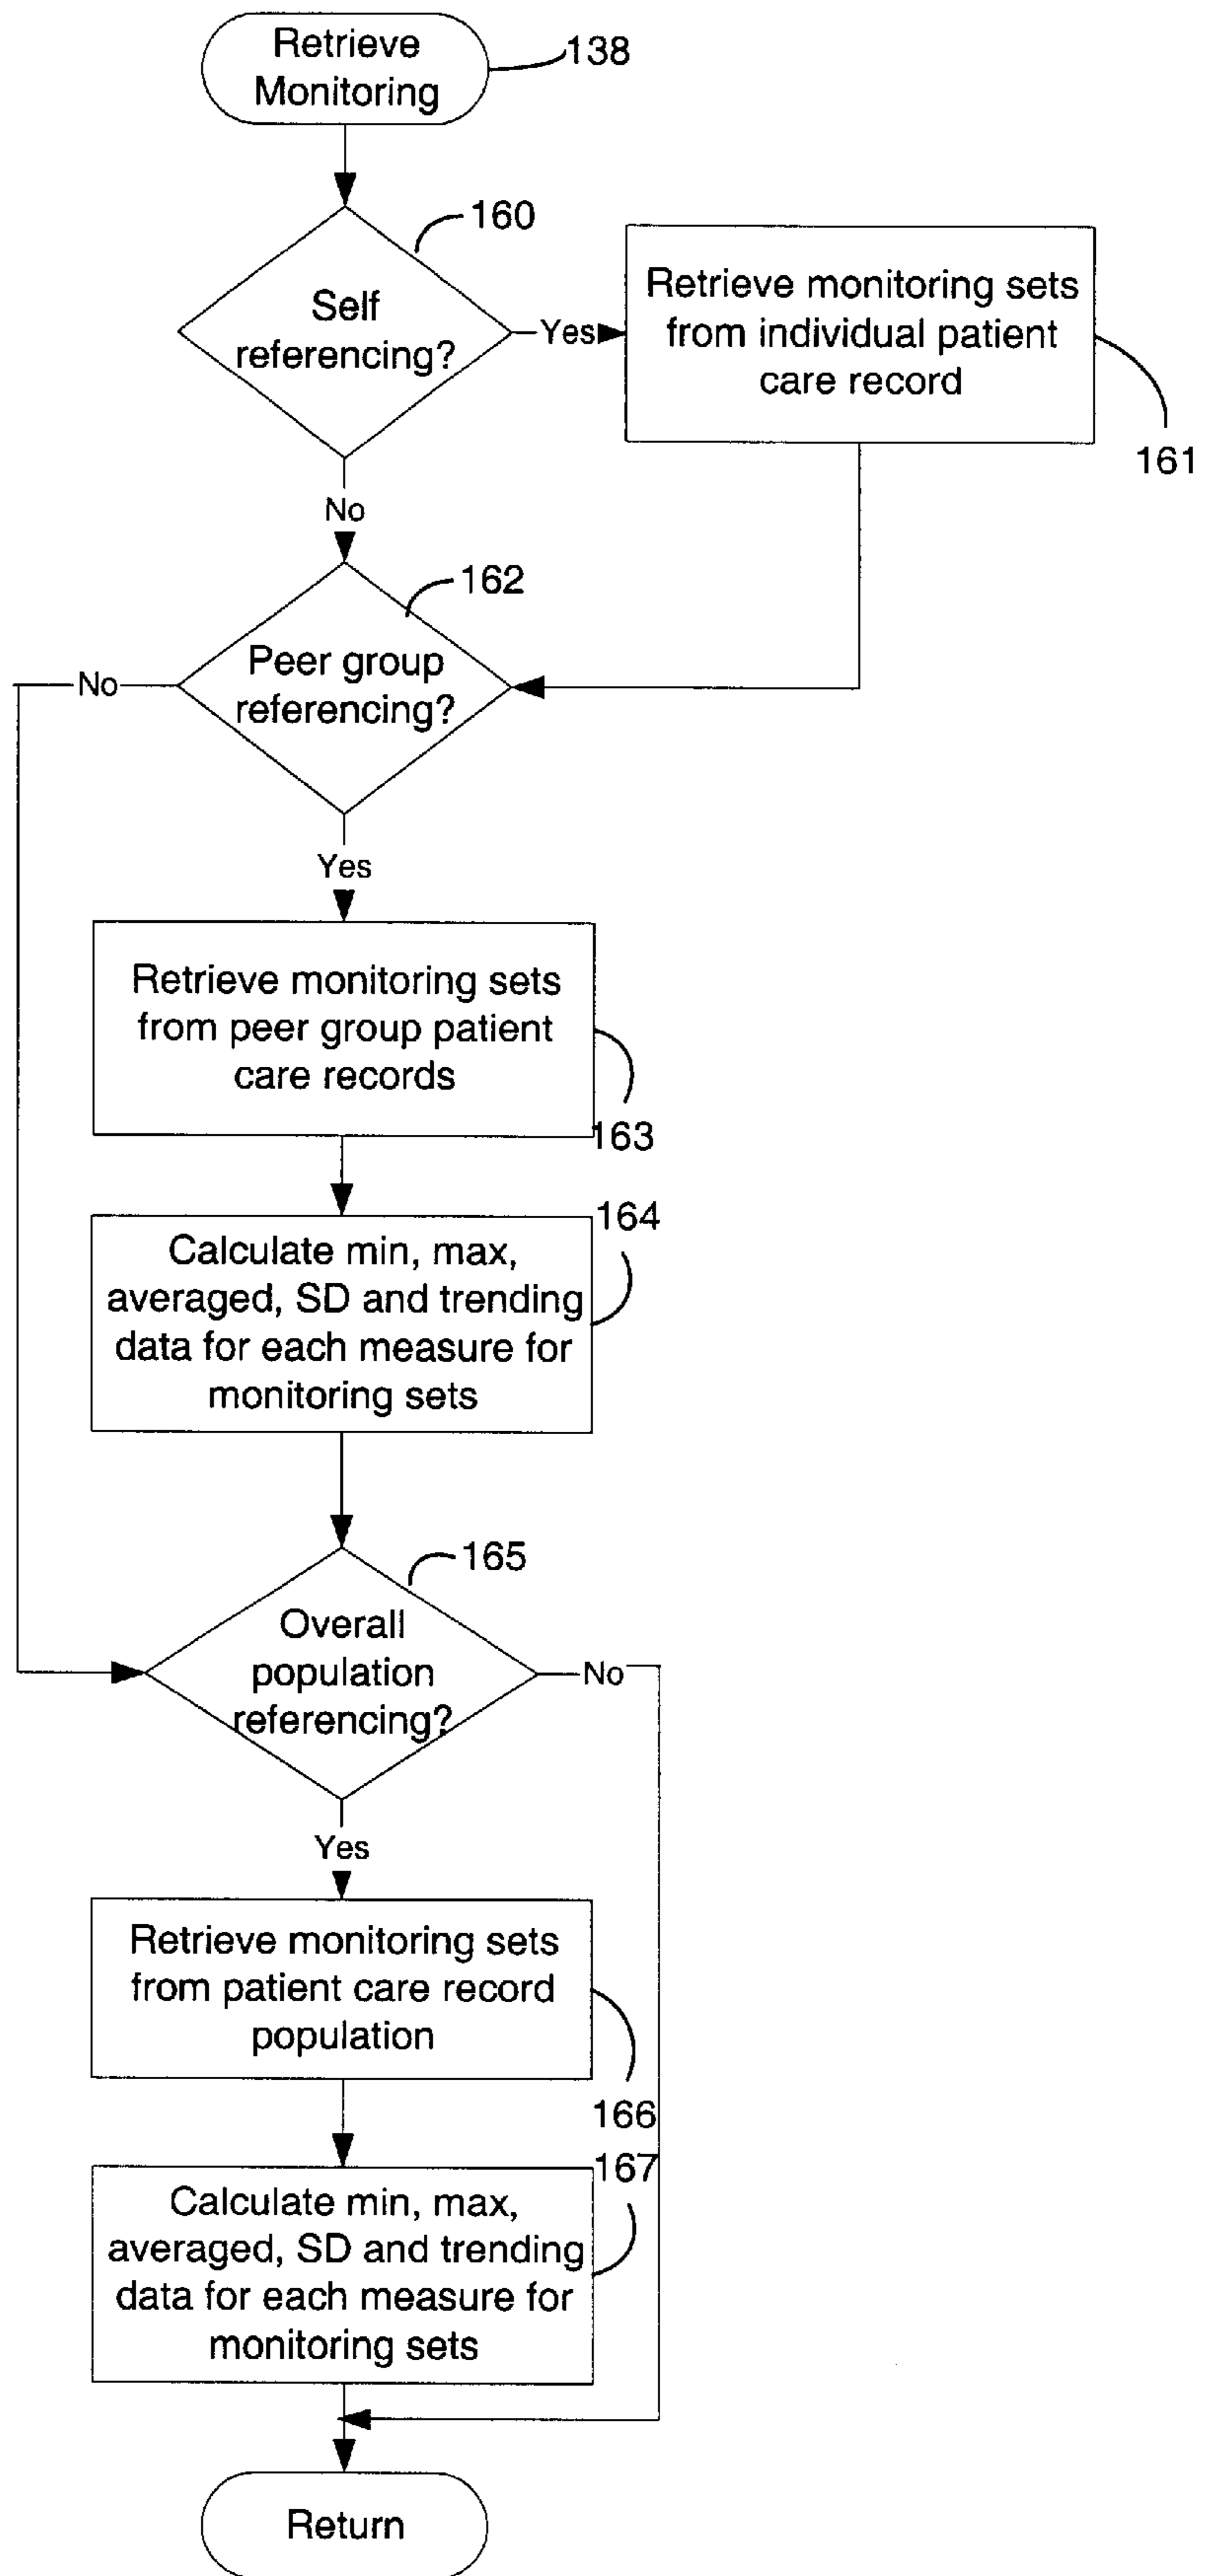 Retrieve
Monitoring
138
160
Self
referencing?
Yes
Retrieve monitoring sets
from individual patient
care record
161
No
162
Peer group
referencing?
No
Yes
Retrieve monitoring sets
from peer group patient
care records
163
164
Calculate min, max,
averaged, SD and trending
data for each measure for
monitoring sets
165
Overall
population
referencing?
No
Yes
Retrieve monitoring sets
from patient care record
population
166
167
Calculate min, max,
averaged, SD and trending
data for each measure for
monitoring sets
Return